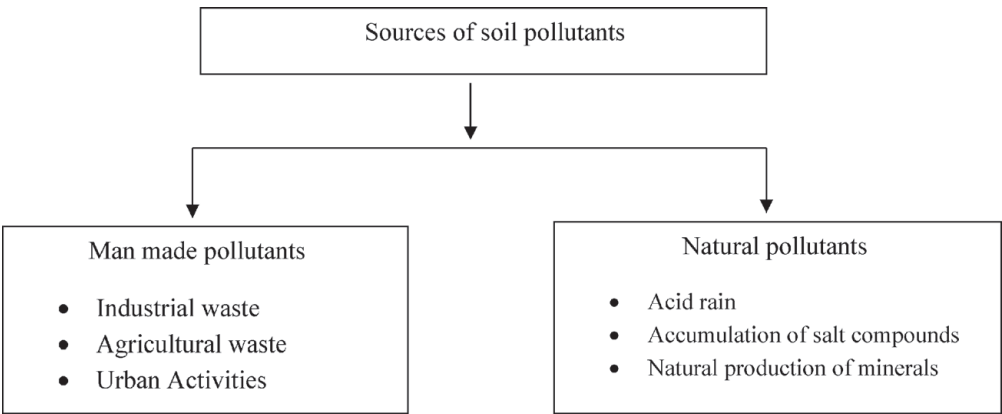 Sources of soil pollutants
Man made pollutants
• Industrial waste
• Agricultural waste
• Urban Activities
Natural pollutants
• Acid rain
• Accumulation of salt compounds
• Natural production of minerals